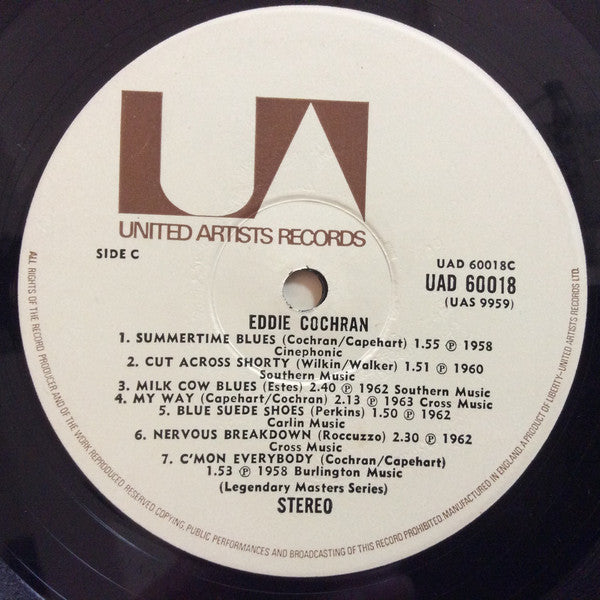 UA
UNITED ARTISTS RECORDS
SIDE C
UAD 60018C
UAD 60018
(UAS 9959)
EDDIE COCHRAN
1. SUMMERTIME BLUES (Cochran/Capehart) 1.55 ℗ 1958
Cinephonic
2. CUT ACROSS SHORTY (Wilkin/Walker) 1.51 ℗ 1960
Southern Music
3. MILK COW BLUES (Estes) 2.40 ℗ 1962 Southern Music
4. MY WAY (Capehart/Cochran) 2.13 ℗ 1963 Cross Music
5. BLUE SUEDE SHOES (Perkins) 1.50 ℗ 1962
Carlin Music
6. NERVOUS BREAKDOWN (Roccuzzo) 2.30 ℗ 1962
Cross Music
7. C'MON EVERYBODY (Cochran/Capehart)
1.53 ℗ 1958 Burlington Music
(Legendary Masters Series)
STEREO
ALL RIGHTS OF THE RECORD PRODUCER AND OF THE WORK REPRODUCED RESERVED COPYING, PUBLIC PERFORMANCES AND BROADCASTING OF THIS RECORD PROHIBITED. MANUFACTURED IN ENGLAND. A PRODUCT OF LIBERTY-UNITED ARTISTS RECORDS LTD.